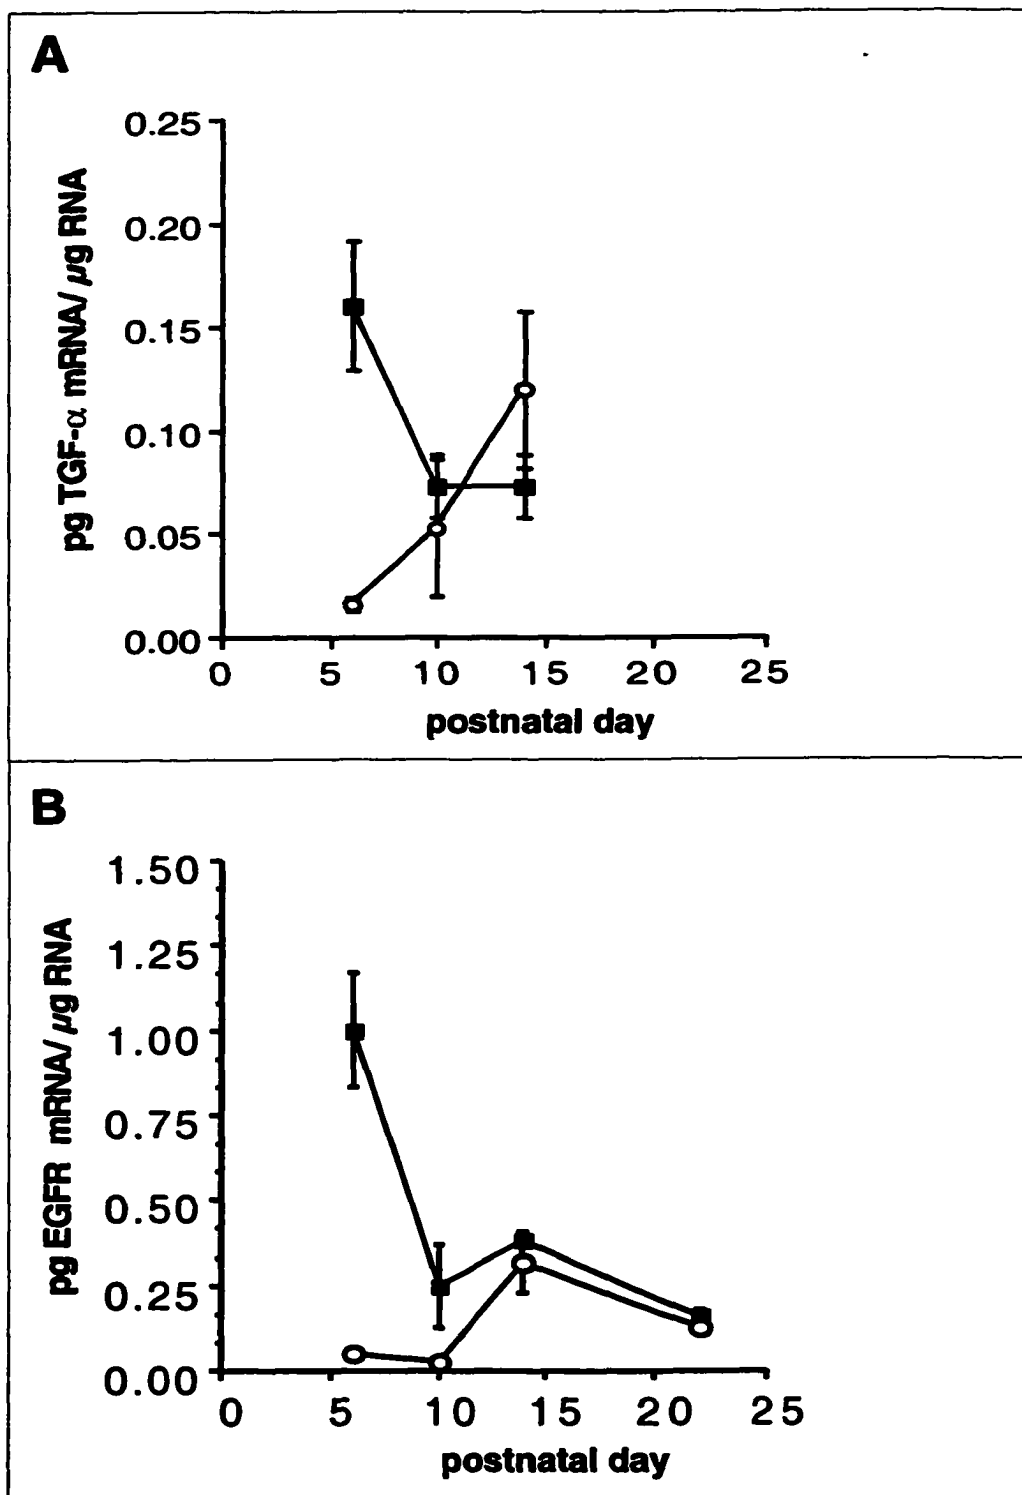 A
0.25
0.20
0.15
0.10
0.05
0.00
pg TGF-α mRNA/ µg RNA
0 5 10 15 20 25
postnatal day
B
1.50
1.25
1.00
0.75
0.50
0.25
0.00
pg EGFR mRNA/ µg RNA
0 5 10 15 20 25
postnatal day